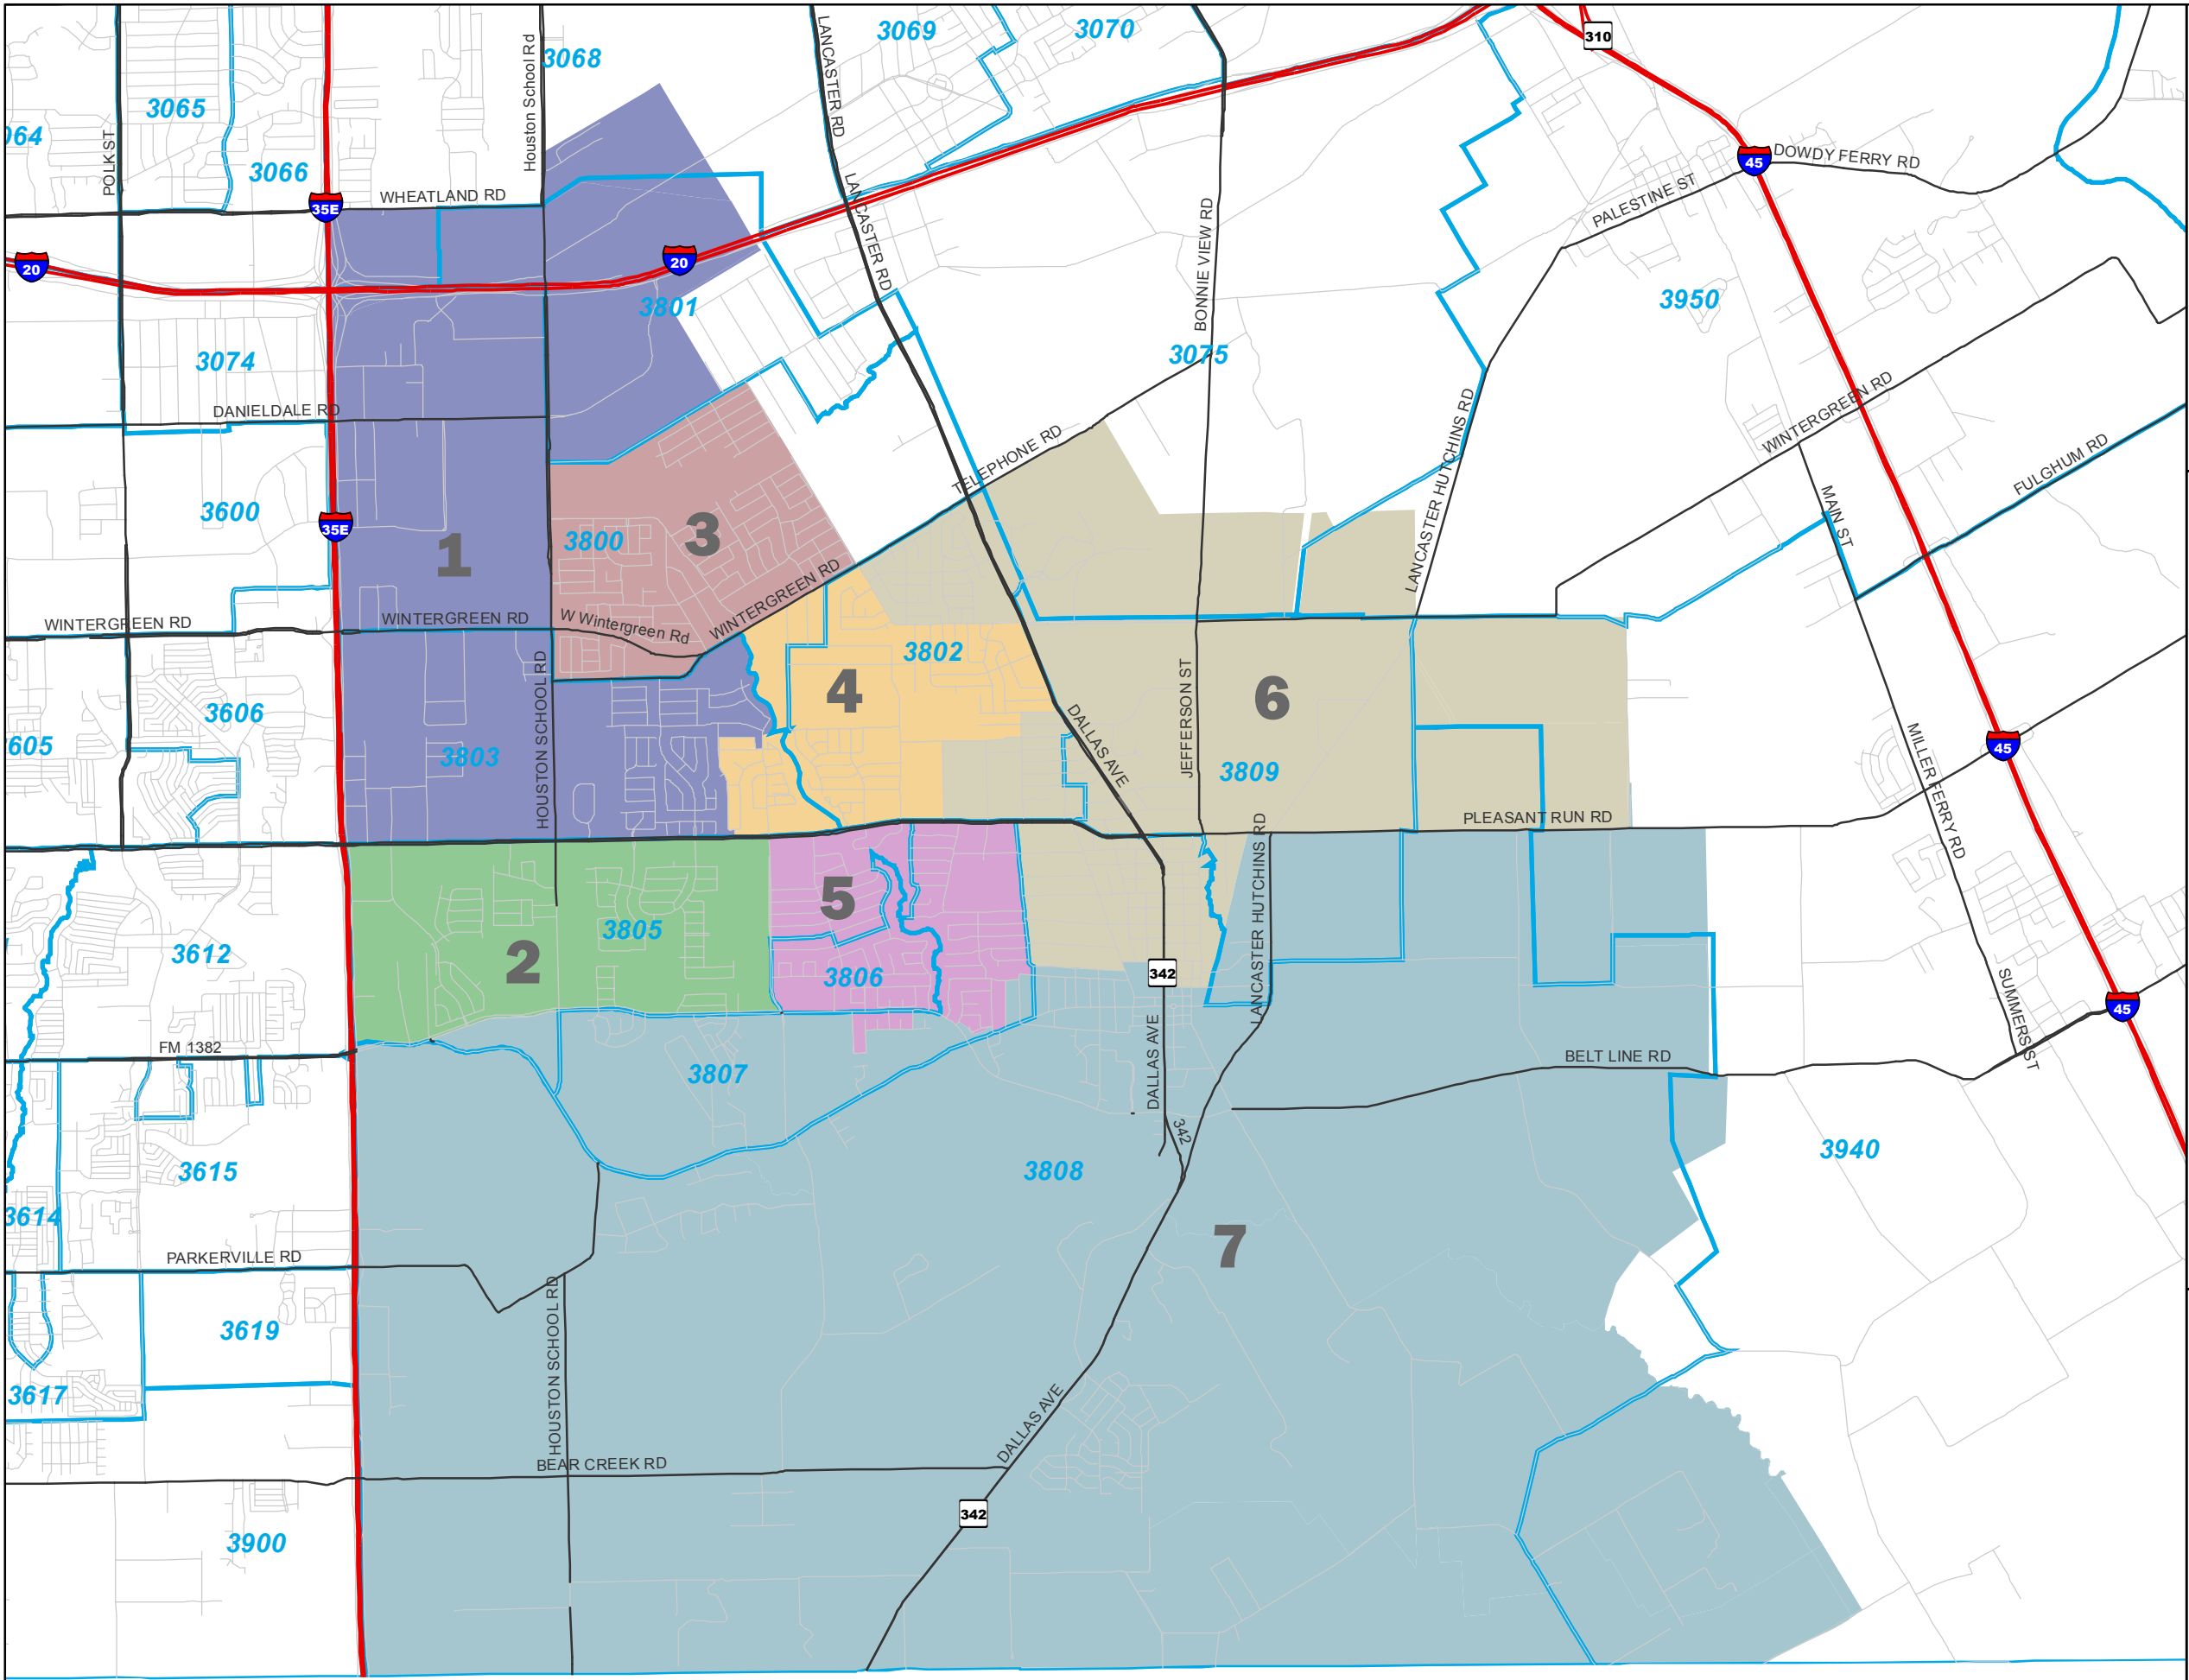 310
3069
3070
LANCASTER RD
Houston School Rd
3068
3065
064
POLK ST
3066
45
DOWDY FERRY RD
PALESTINE ST
WHEATLAND RD
35E
LANCASTER RD
BONNIE VIEW RD
20
20
3801
3950
3074
3075
DANIELDALE RD
WINTERGREEN RD
LANCASTER HUTCHINS RD
FULGHUM RD
TELEPHONE RD
MAIN ST
3600
35E
1
3800
3
WINTERGREEN RD
WINTERGREEN RD
WINTERGREEN RD
W Wintergreen Rd
3802
4
6
JEFFERSON ST
HOUSTON SCHOOL RD
3606
605
3803
DALLAS AVE
3809
45
MILLER FERRY RD
PLEASANT RUN RD
LANCASTER HUTCHINS RD
5
3805
2
3612
3806
342
SUMMERS ST
45
FM 1382
BELT LINE RD
3807
DALLAS AVE
342
3940
3615
3808
3614
7
PARKERVILLE RD
3619
HOUSTON SCHOOL RD
3617
DALLAS AVE
BEAR CREEK RD
342
3900